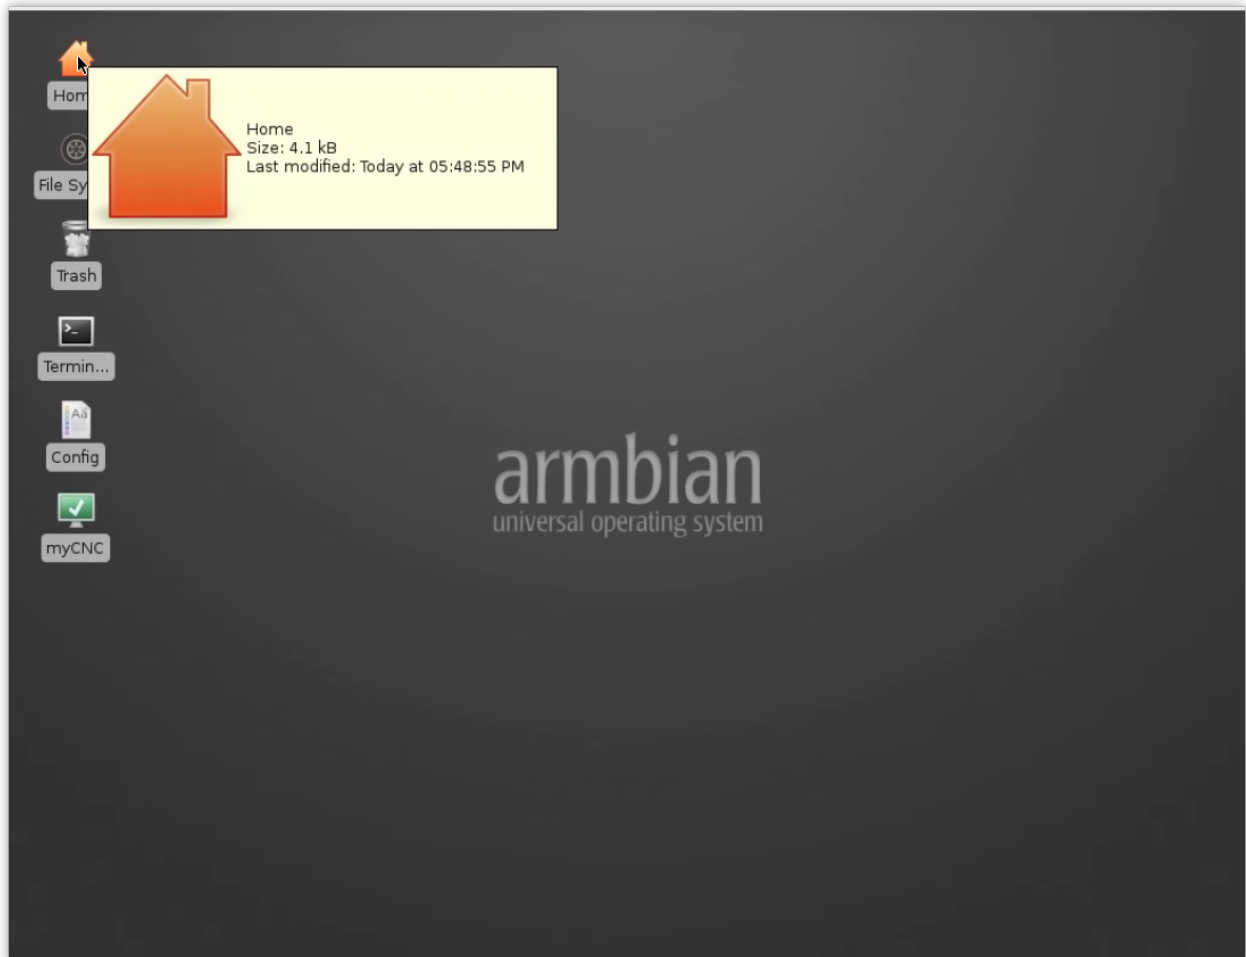 Hom
Home
Size: 4.1 kB
Last modified: Today at 05:48:55 PM
File Sy
Trash
>_
Termin...
Aa
Config
myCNC
armbian
universal operating system